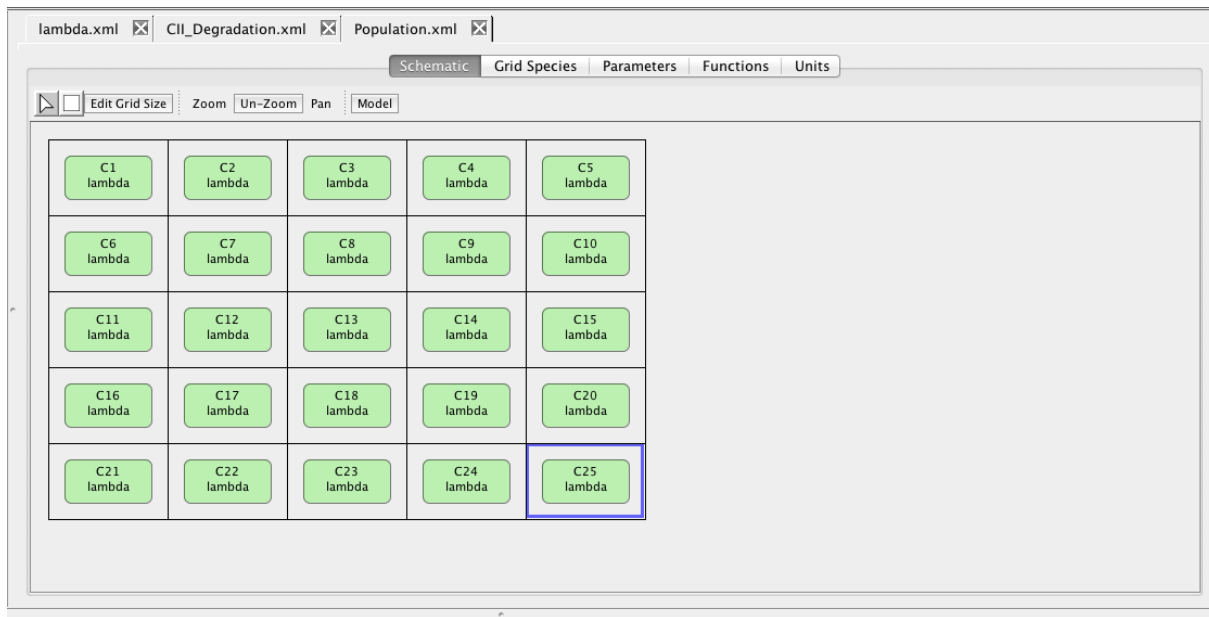 lambda.xml CII_Degradation.xml Population.xml
Schematic Grid Species Parameters Functions Units
Edit Grid Size Zoom Un-Zoom Pan Model
C1 C2 C3 C4 C5
lambda lambda lambda lambda lambda
C6 C7 C8 C9 C10
lambda lambda lambda lambda lambda
C11 C12 C13 C14 C15
lambda lambda lambda lambda lambda
C16 C17 C18 C19 C20
lambda lambda lambda lambda lambda
C21 C22 C23 C24 C25
lambda lambda lambda lambda lambda